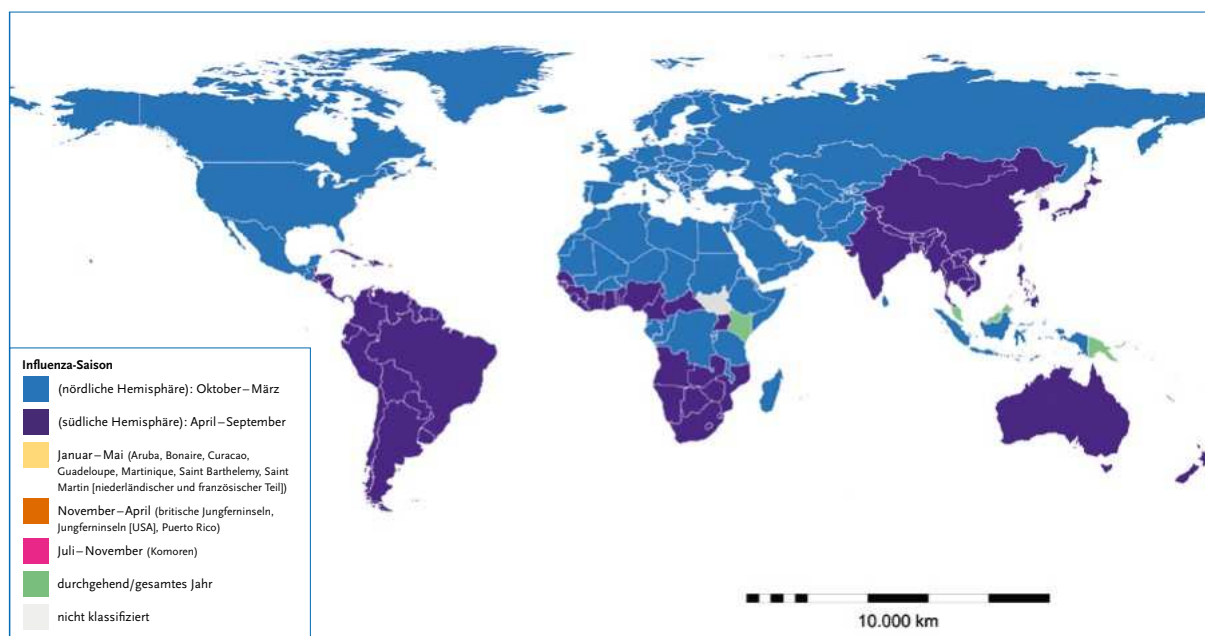 Influenza-Saison
(nördliche Hemisphäre): Oktober–März
(südliche Hemisphäre): April–September
Januar–Mai (Aruba, Bonaire, Curacao,
Guadeloupe, Martinique, Saint Barthelemy, Saint
Martin [niederländischer und französischer Teil])
November–April (britische Jungferninseln,
Jungferninseln [USA], Puerto Rico)
Juli–November (Komoren)
durchgehend/gesamtes Jahr
nicht klassifiziert
10.000 km